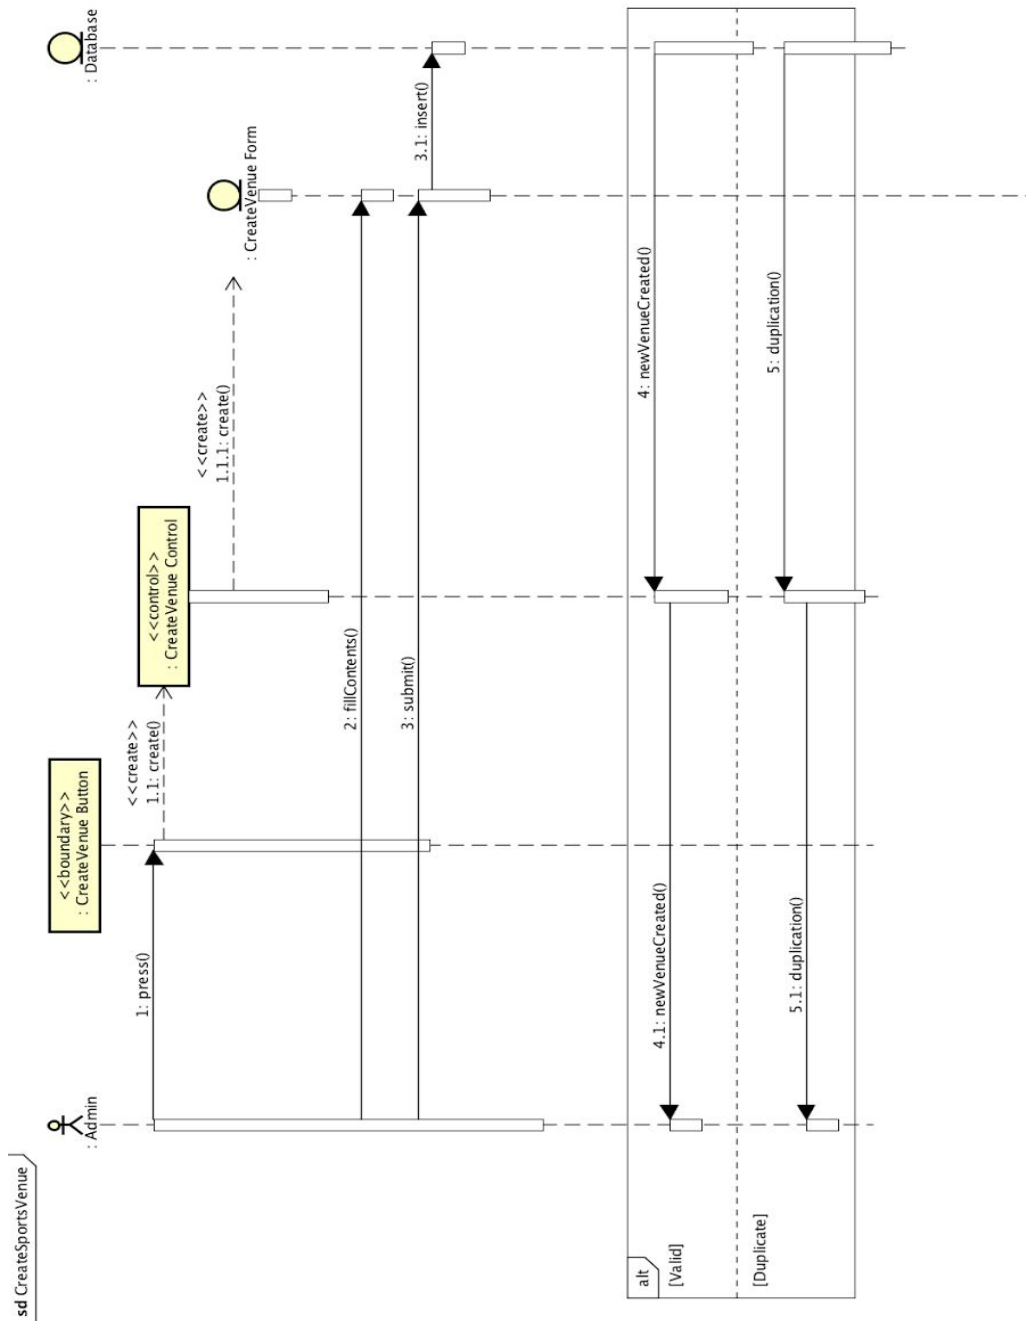 sd CreateSportsVenue
: Admin
<<boundary>>
: CreateVenue Button
<<control>>
: CreateVenue Control
: CreateVenue Form
: Database
1: press()
<<create>>
1.1: create()
<<create>>
1.1.1: create()
2: fillContents()
3: submit()
3.1: insert()
alt
[Valid]
4: newVenueCreated()
4.1: newVenueCreated()
[Duplicate]
5: duplication()
5.1: duplication()